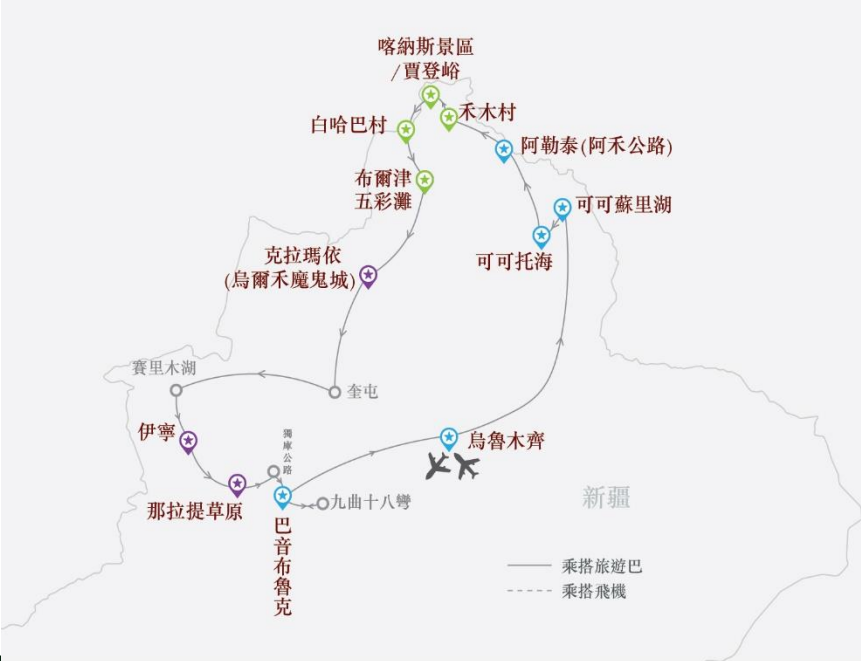 喀納斯景區
/賈登峪
禾木村
白哈巴村
阿勒泰(阿禾公路)
布爾津
五彩灘
可可蘇里湖
可可托海
克拉瑪依
(烏爾禾魔鬼城)
賽里木湖
奎屯
伊寧
獨庫公路
烏魯木齊
那拉提草原
九曲十八彎
巴音布魯克
新疆
乘搭旅遊巴
乘搭飛機